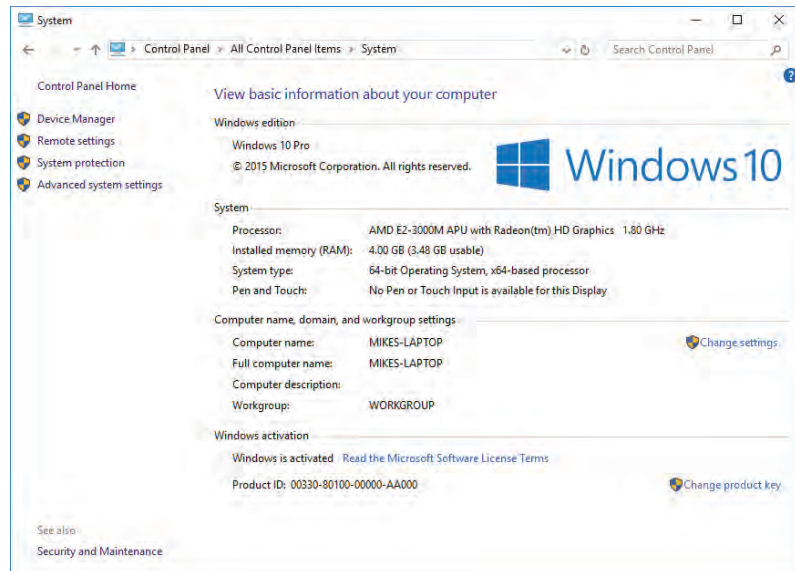 System
Control Panel All Control Panel Items System Search Control Panel
Control Panel Home
Device Manager
Remote settings
System protection
Advanced system settings
See also
Security and Maintenance
View basic information about your computer
Windows edition
Windows 10 Pro
© 2015 Microsoft Corporation. All rights reserved.
Windows 10
System
Processor: AMD E2-3000M APU with Radeon(tm) HD Graphics 1.80 GHz
Installed memory (RAM): 4.00 GB (3.48 GB usable)
System type: 64-bit Operating System, x64-based processor
Pen and Touch: No Pen or Touch Input is available for this Display
Computer name, domain, and workgroup settings
Computer name: MIKES-LAPTOP Change settings
Full computer name: MIKES-LAPTOP
Computer description:
Workgroup: WORKGROUP
Windows activation
Windows is activated Read the Microsoft Software License Terms
Product ID: 00330-80100-00000-AA000 Change product key